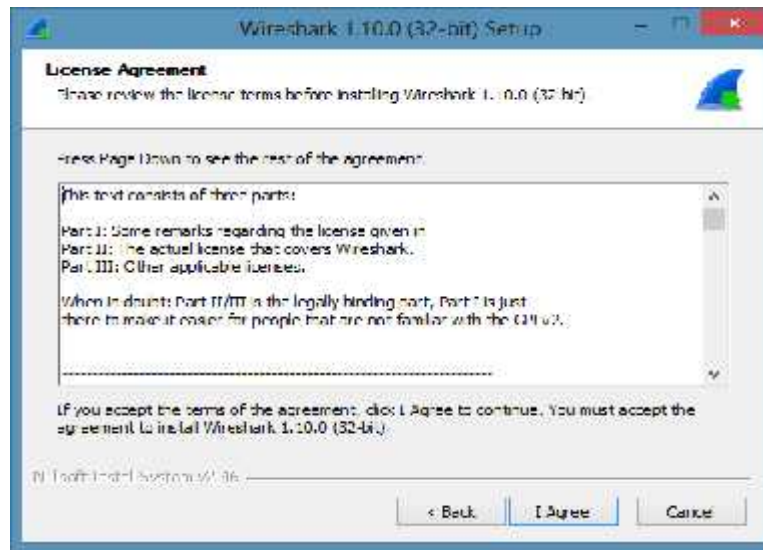 Wireshark 1.10.0 (32-bit) Setup
License Agreement
Please review the license terms before installing Wireshark 1.10.0 (32-bit).
Press Page Down to see the rest of the agreement.
This text consists of three parts:
Part I: Some remarks regarding the license given in
Part II: The actual license that covers Wireshark.
Part III: Other applicable licenses.
When in doubt: Part II/III is the legally binding part, Part I is just
there to make it easier for people that are not familiar with the GPLv2.
If you accept the terms of the agreement, click I Agree to continue. You must accept the
agreement to install Wireshark 1.10.0 (32-bit).
Nullsoft Install System v2.46
< Back
I Agree
Cancel